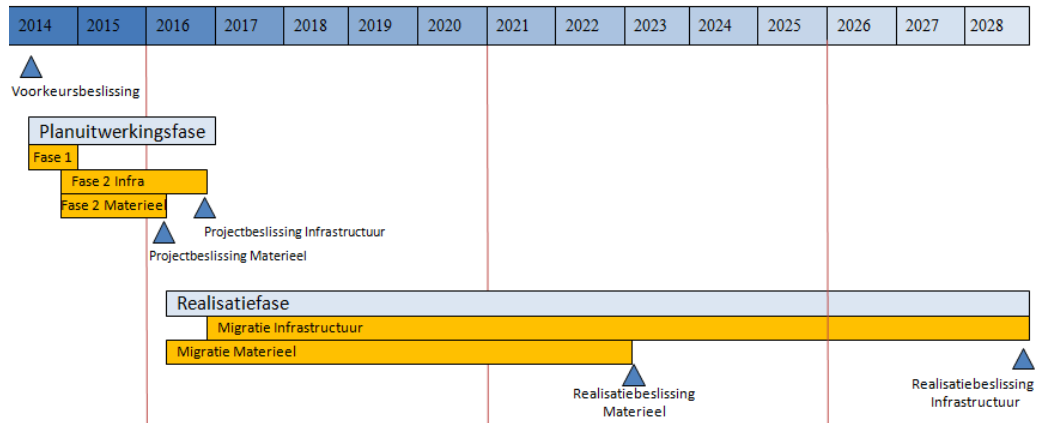 2014 2015 2016 2017 2018 2019 2020 2021 2022 2023 2024 2025 2026 2027 2028
Voorkeursbeslissing
Planuitwerkingsfase
Fase 1
Fase 2 Infra
Fase 2 Materieel
Projectbeslissing Infrastructuur
Projectbeslissing Materieel
Realisatiefase
Migratie Infrastructuur
Migratie Materieel
Realisatiebeslissing
Materieel
Realisatiebeslissing
Infrastructuur